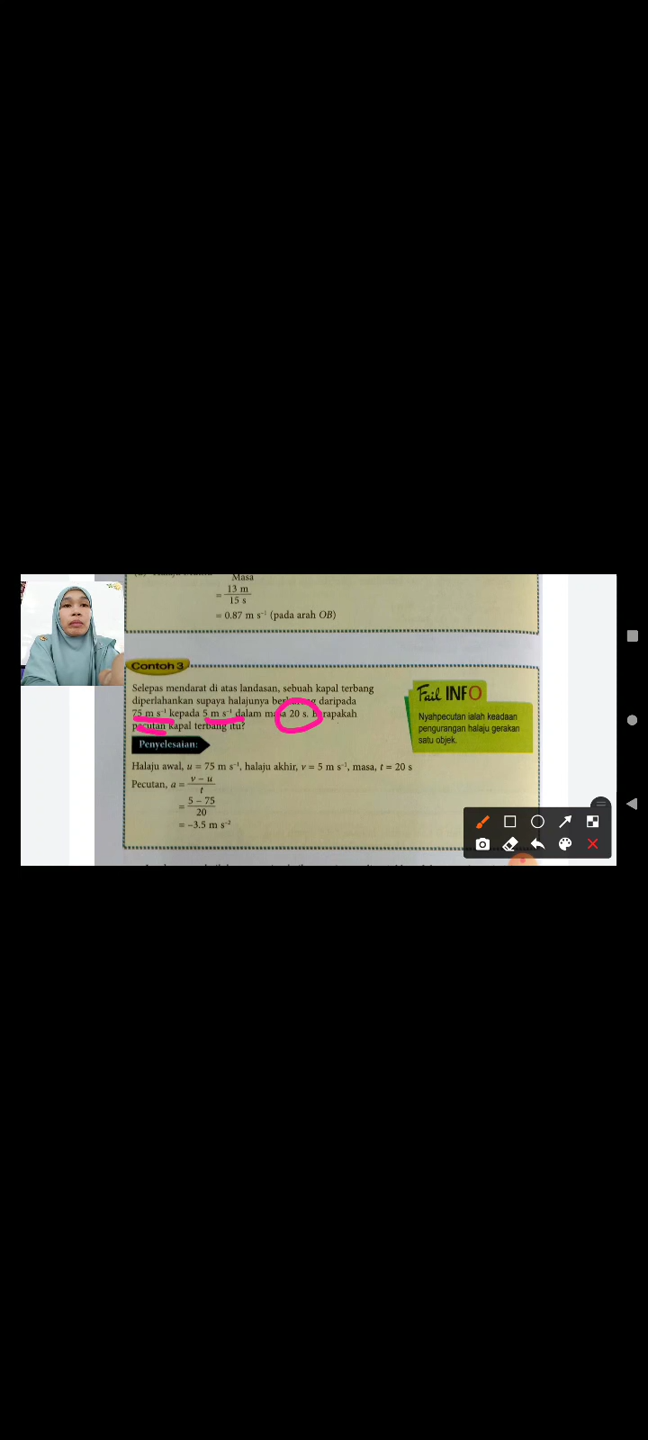 Masa
= 13 m
15 s
= 0.87 m s⁻¹ (pada arah OB)
Contoh 3
Selepas mendarat di atas landasan, sebuah kapal terbang
diperlahankan supaya halajunya daripada
75 m s⁻¹ kepada 5 m s⁻¹ dalam masa 20 s. Berapakah
pecutan kapal terbang itu?
Penyelesaian:
Halaju awal, u = 75 m s⁻¹, halaju akhir, v = 5 m s⁻¹, masa, t = 20 s
Pecutan, a = v – u
t
= 5 – 75
20
= –3.5 m s⁻²
Fail INFO
Nyahpecutan ialah keadaan
pengurangan halaju gerakan
satu objek.